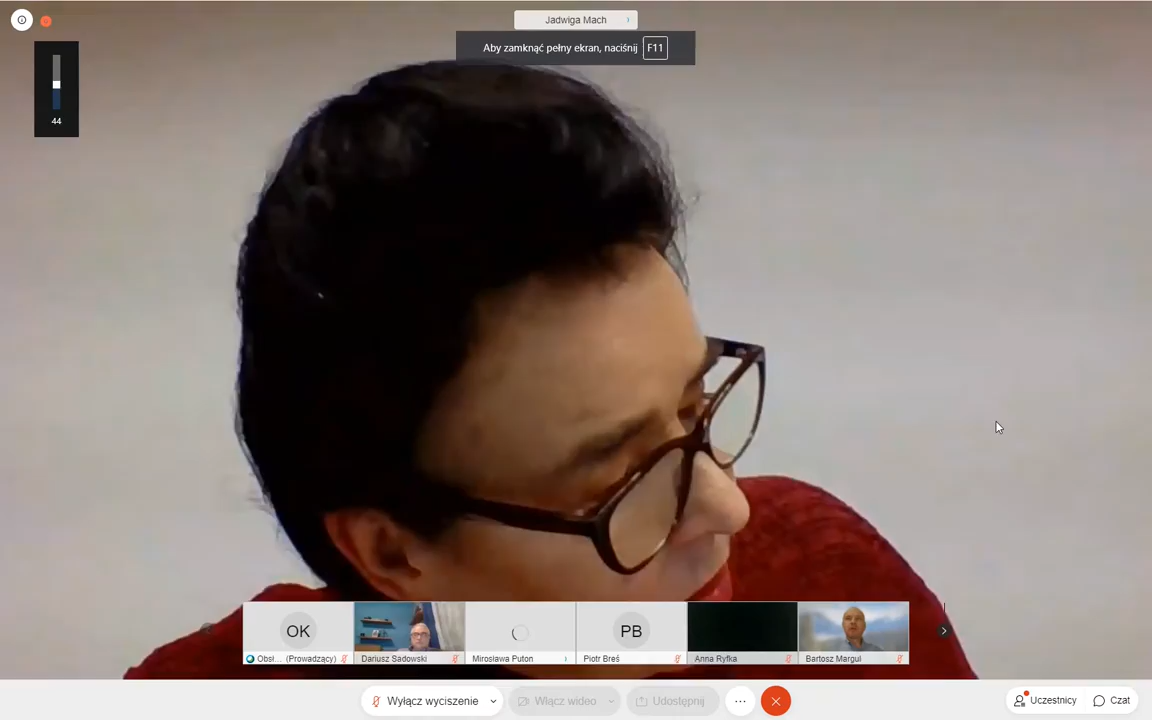 Jadwiga Mach
Aby zamknąć pełny ekran, naciśnij F11
44
OK
PB
Obsł... (Prowadzący)
Dariusz Sadowski
Mirosława Puton
Piotr Breś
Anna Ryfka
Bartosz Marguł
Wyłącz wyciszenie
Włącz wideo
Udostępnij
Uczestnicy
Czat